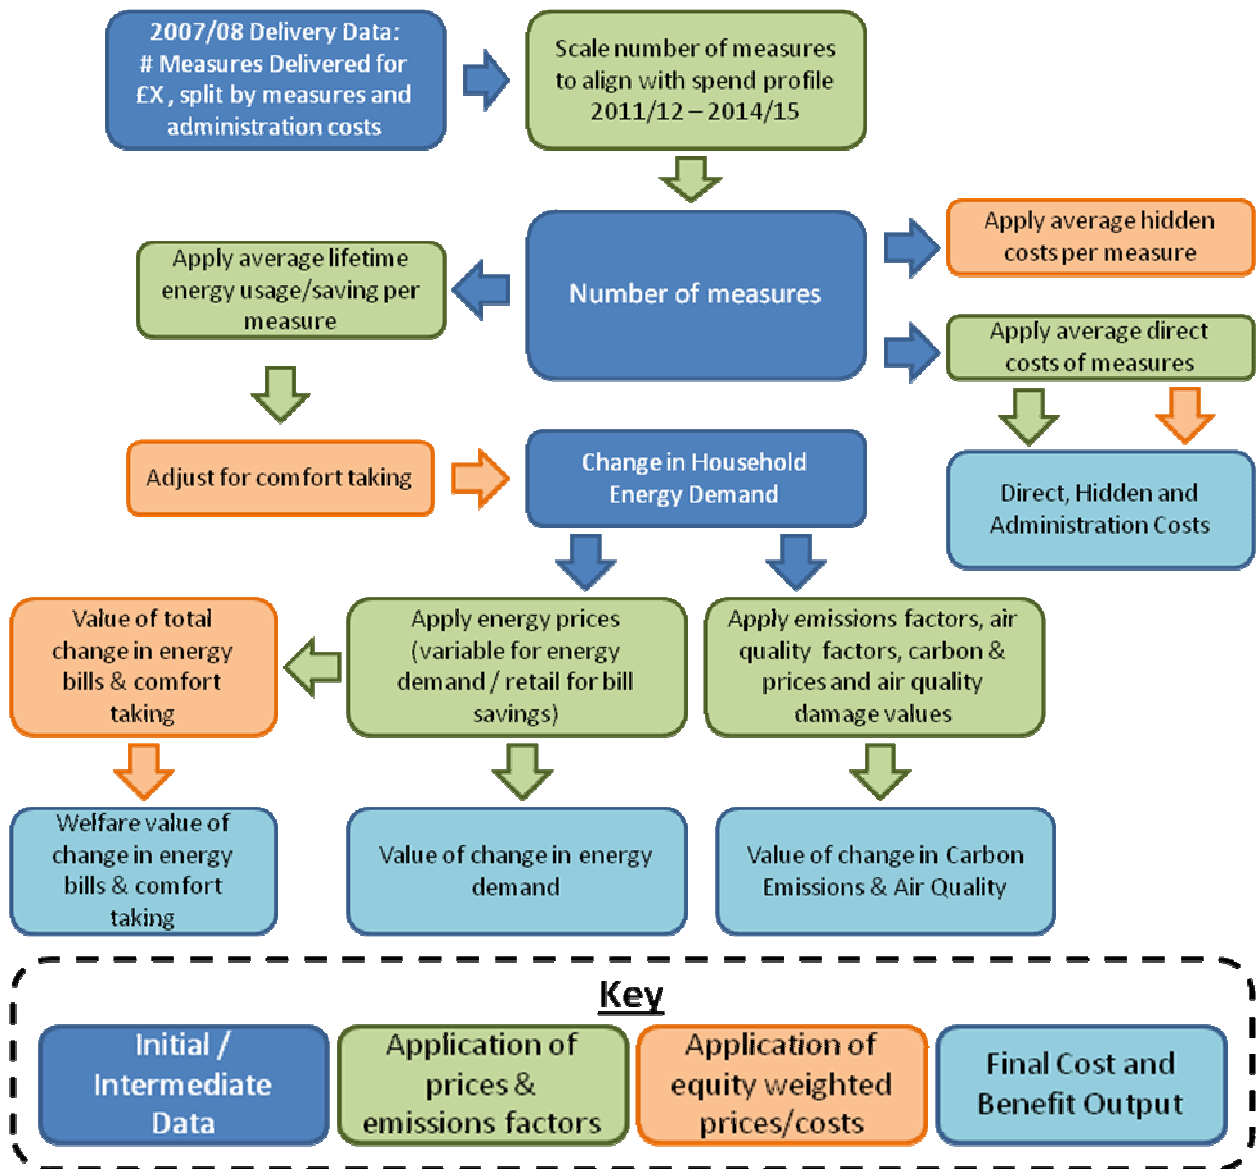 2007/08 Delivery Data:
# Measures Delivered for
£X , split by measures and
administration costs
Scale number of measures
to align with spend profile
2011/12 – 2014/15
Apply average hidden
costs per measure
Apply average lifetime
energy usage/saving per
measure
Number of measures
Apply average direct
costs of measures
Adjust for comfort taking
Change in Household
Energy Demand
Direct, Hidden and
Administration Costs
Value of total
change in energy
bills & comfort
taking
Apply energy prices
(variable for energy
demand / retail for bill
savings)
Apply emissions factors, air
quality factors, carbon &
prices and air quality
damage values
Welfare value of
change in energy
bills & comfort
taking
Value of change in energy
demand
Value of change in Carbon
Emissions & Air Quality
Key
Initial /
Intermediate
Data
Application of
prices &
emissions factors
Application of
equity weighted
prices/costs
Final Cost and
Benefit Output